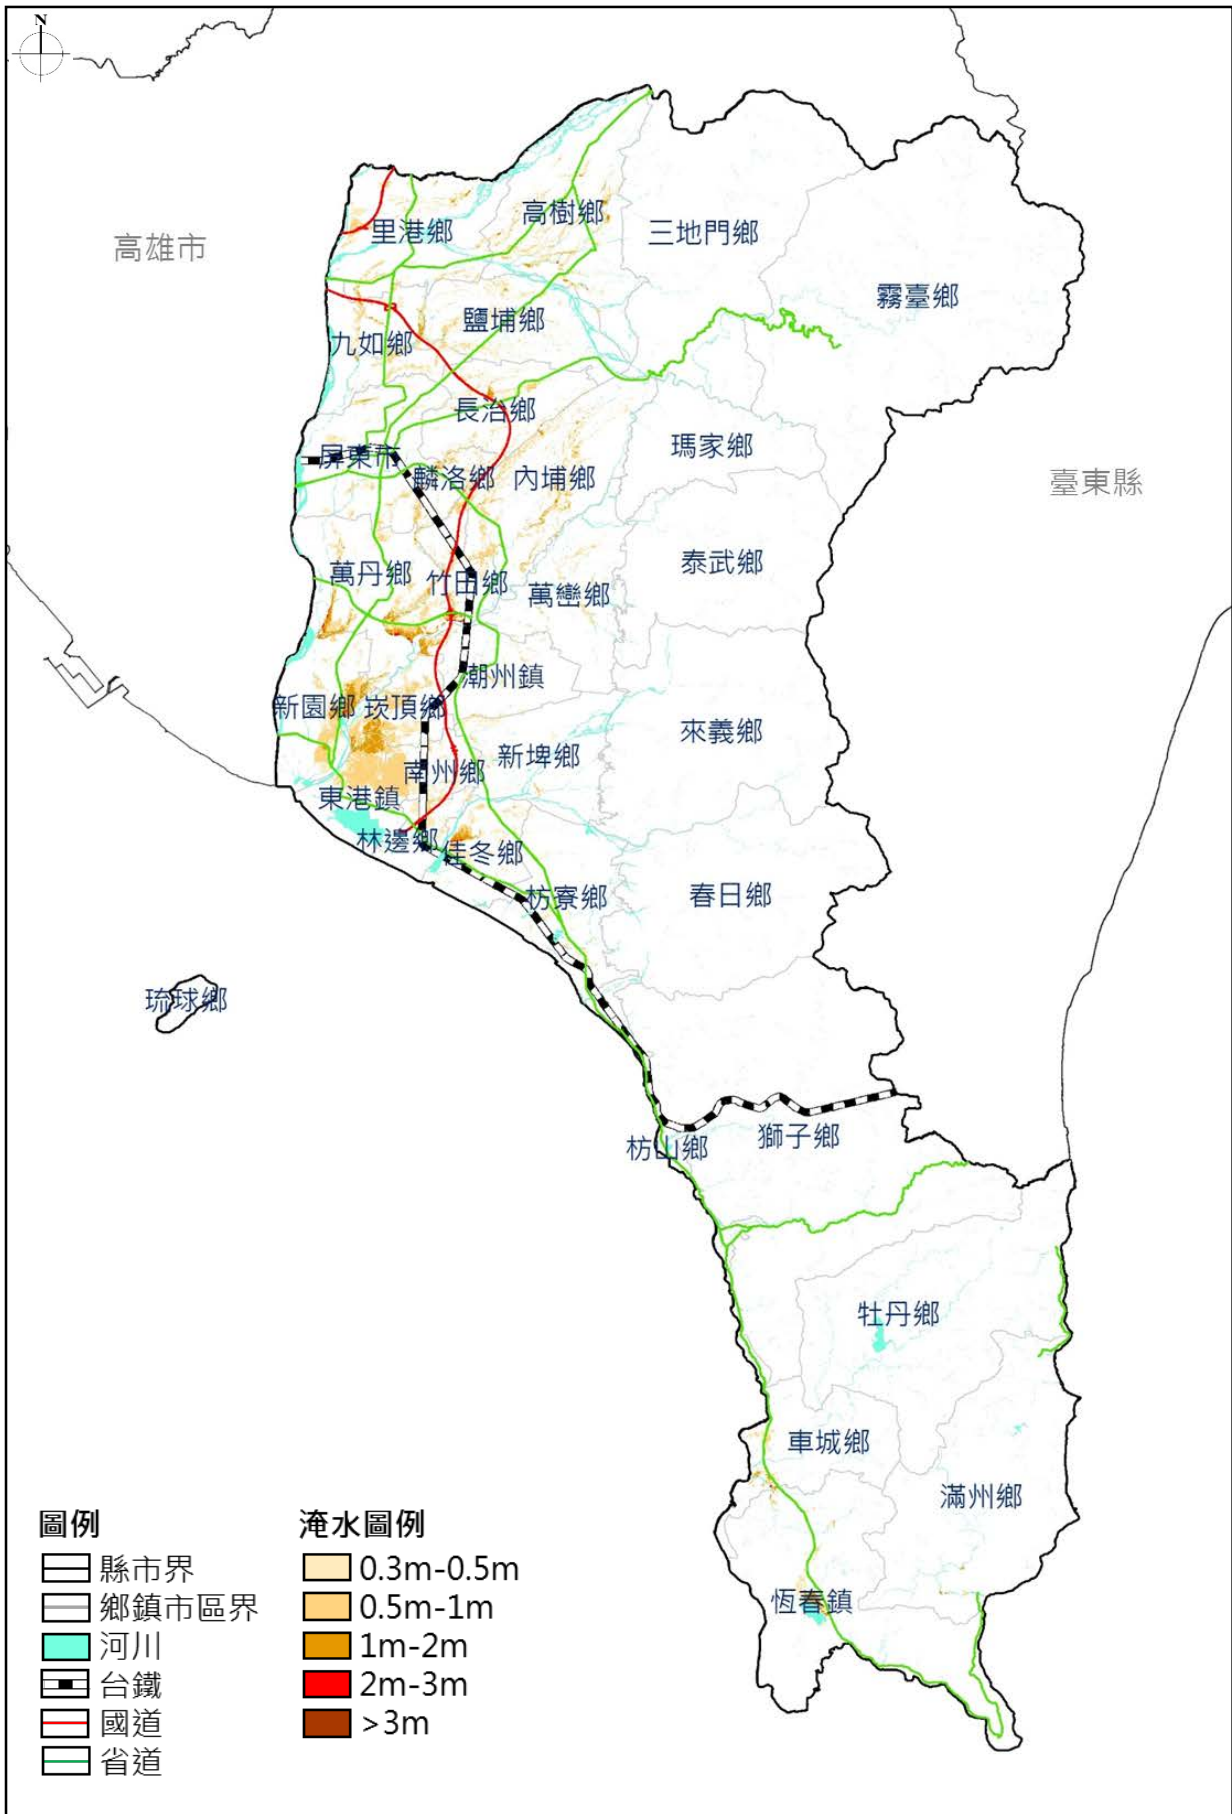 N
高樹鄉
里港鄉
三地門鄉
高雄市
霧臺鄉
鹽埔鄉
九如鄉
長治鄉
瑪家鄉
屏東市
麟洛鄉
內埔鄉
臺東縣
泰武鄉
萬丹鄉
竹田鄉
萬巒鄉
潮州鎮
新園鄉
崁頂鄉
來義鄉
新埤鄉
南州鄉
東港鎮
林邊鄉
佳冬鄉
枋寮鄉
春日鄉
琉球鄉
獅子鄉
枋山鄉
牡丹鄉
車城鄉
滿州鄉
恆春鎮
圖例
縣市界
鄉鎮市區界
河川
台鐵
國道
省道
淹水圖例
0.3m-0.5m
0.5m-1m
1m-2m
2m-3m
>3m